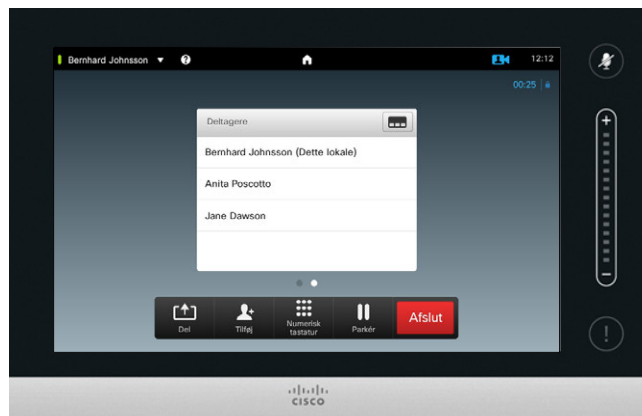 Bernhard Johnsson
?
12:12
00:25
Deltagere
Bernhard Johnsson (Dette lokale)
Anita Poscotto
Jane Dawson
Del
Tilføj
Numerisk
tastatur
Parkér
Afslut
+
−
!
CISCO